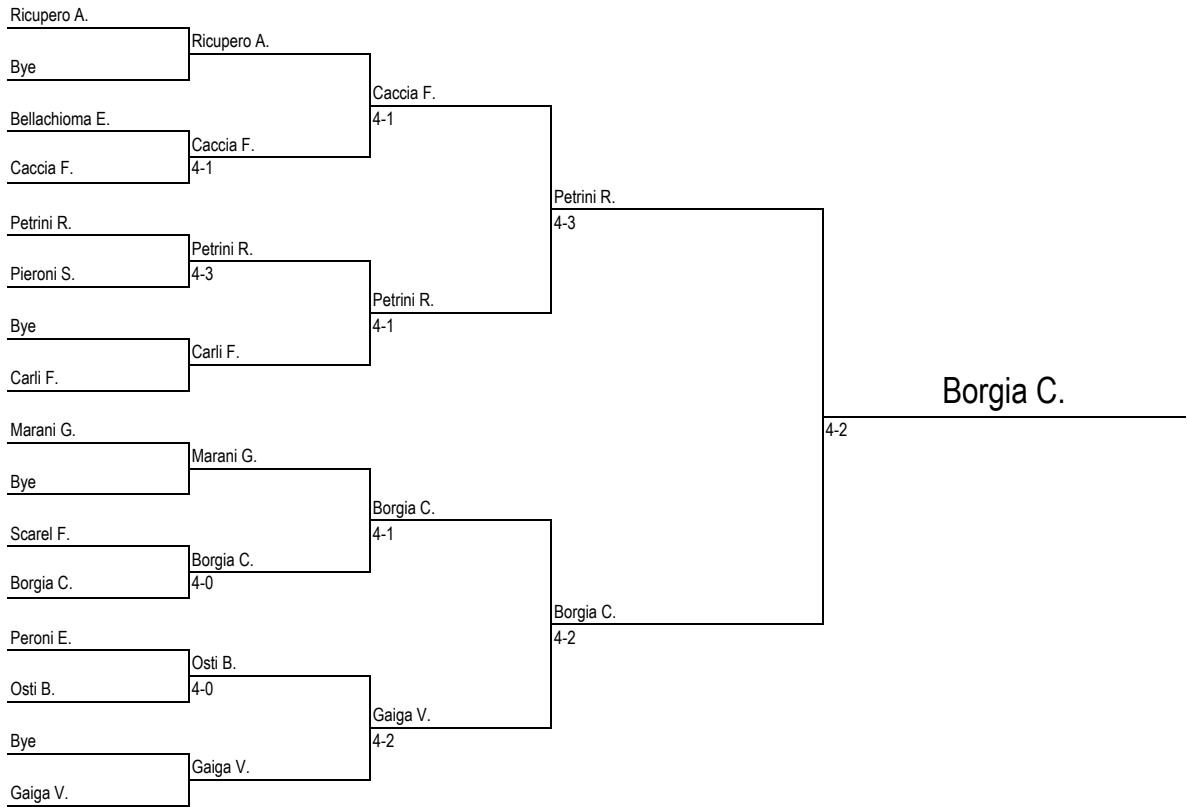 Ricupero A.
Bye
Bellachioma E.
Caccia F.
Petrini R.
Pieroni S.
Bye
Carli F.
Marani G.
Bye
Scarel F.
Borgia C.
Peroni E.
Osti B.
Bye
Gaiga V.
Ricupero A.
Caccia F.
4-1
Petrini R.
4-3
Carli F.
Marani G.
Borgia C.
4-0
Osti B.
4-0
Gaiga V.
Caccia F.
4-1
Petrini R.
4-1
Borgia C.
4-1
Gaiga V.
4-2
Petrini R.
4-3
Borgia C.
4-2
Borgia C.
4-2